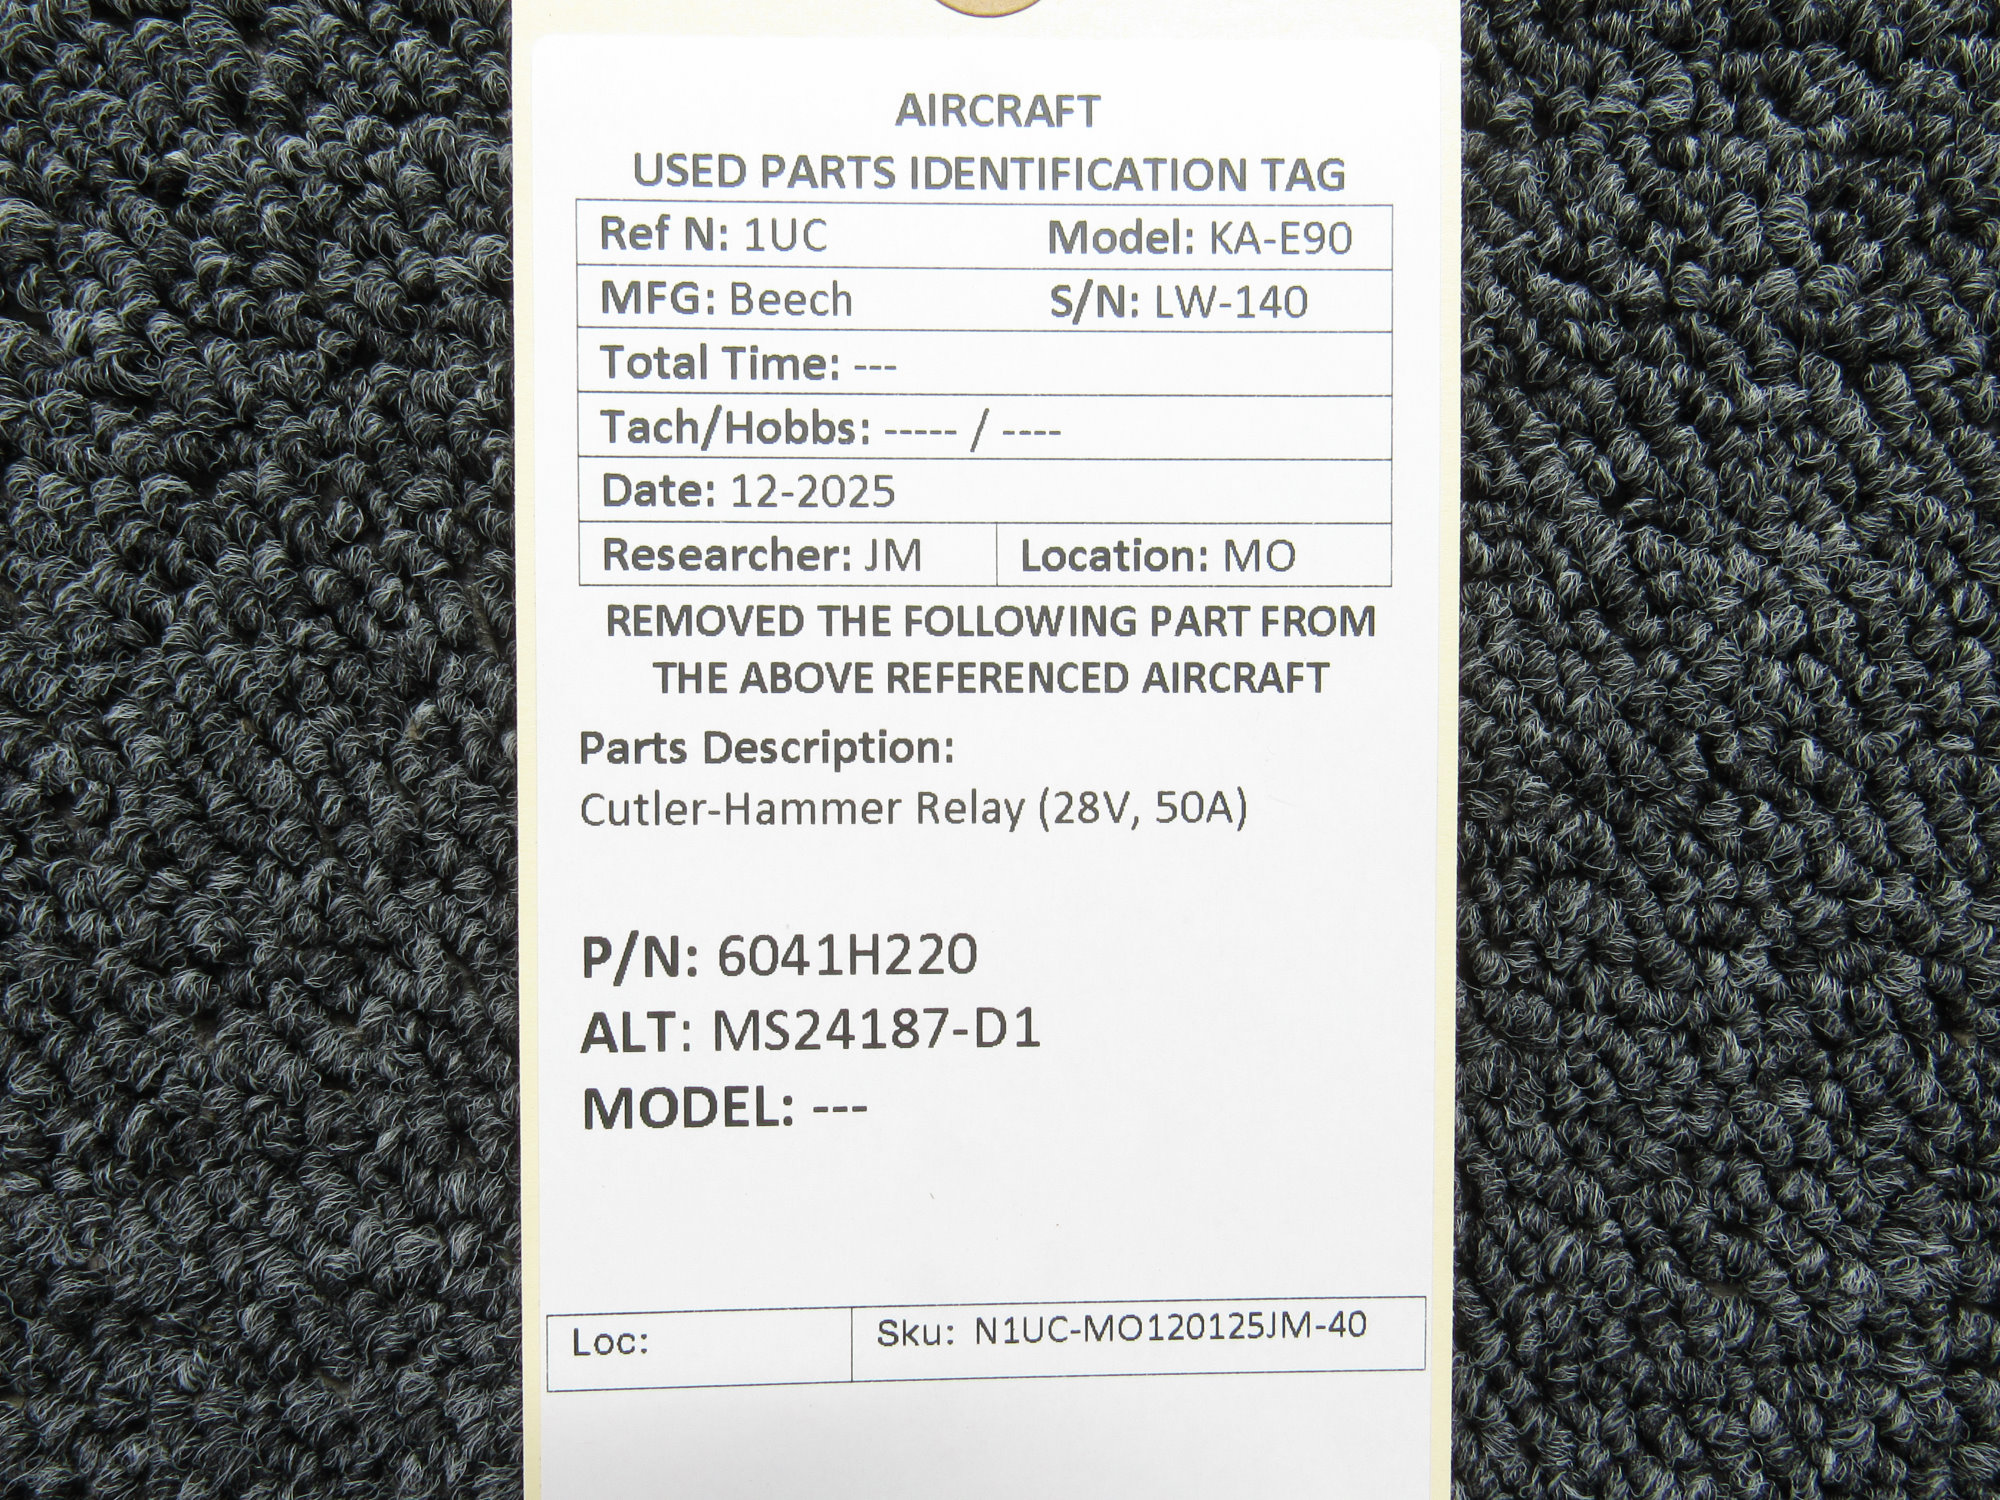 AIRCRAFT
USED PARTS IDENTIFICATION TAG
Ref N: 1UC Model: KA-E90
MFG: Beech S/N: LW-140
Total Time: ---
Tach/Hobbs: ----- / ----
Date: 12-2025
Researcher: JM Location: MO
REMOVED THE FOLLOWING PART FROM
THE ABOVE REFERENCED AIRCRAFT
Parts Description:
Cutler-Hammer Relay (28V, 50A)
P/N: 6041H220
ALT: MS24187-D1
MODEL: ---
Loc: Sku: N1UC-MO120125JM-40